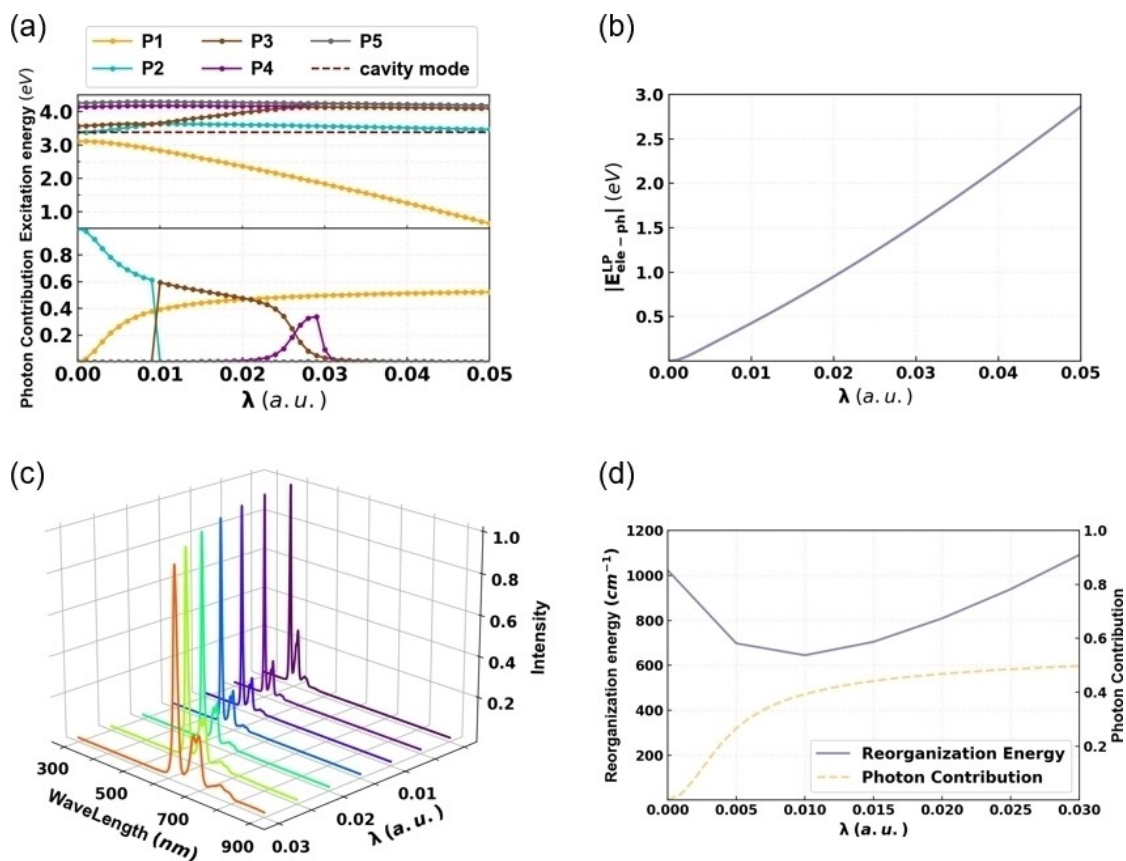 (a)
P1 P3 P5
P2 P4 cavity mode
Photon Contribution Excitation energy (eV)
4.0
3.0
2.0
1.0
0.8
0.6
0.4
0.2
0.00 0.01 0.02 0.03 0.04 0.05
λ (a.u.)
(b)
|E^LP_ele-ph| (eV)
3.0
2.5
2.0
1.5
1.0
0.5
0.00 0.01 0.02 0.03 0.04 0.05
λ (a.u.)
(c)
1.0
0.8
0.6
0.4
0.2
Intensity
300
500
700
900
WaveLength (nm)
0.01
0.02
0.03
λ (a.u.)
(d)
Reorganization energy (cm⁻¹)
1200
1000
800
600
400
200
1.0
0.8
0.6
0.4
0.2
Photon Contribution
Reorganization Energy
Photon Contribution
0.000 0.005 0.010 0.015 0.020 0.025 0.030
λ (a.u.)